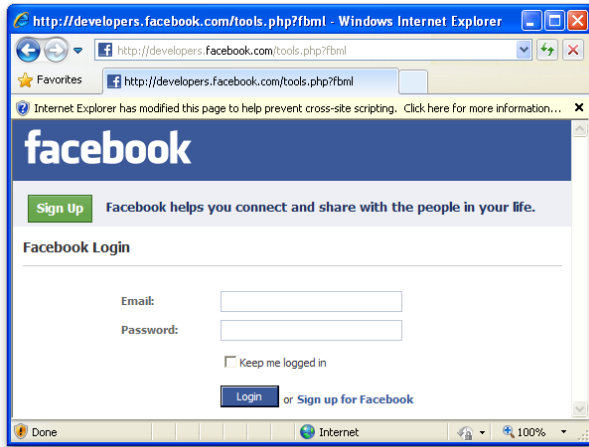 http://developers.facebook.com/tools.php?fbml - Windows Internet Explorer
http://developers.facebook.com/tools.php?fbml
Favorites
http://developers.facebook.com/tools.php?fbml
Internet Explorer has modified this page to help prevent cross-site scripting. Click here for more information...
facebook
Sign Up Facebook helps you connect and share with the people in your life.
Facebook Login
Email:
Password:
Keep me logged in
Login or Sign up for Facebook
Done Internet 100%